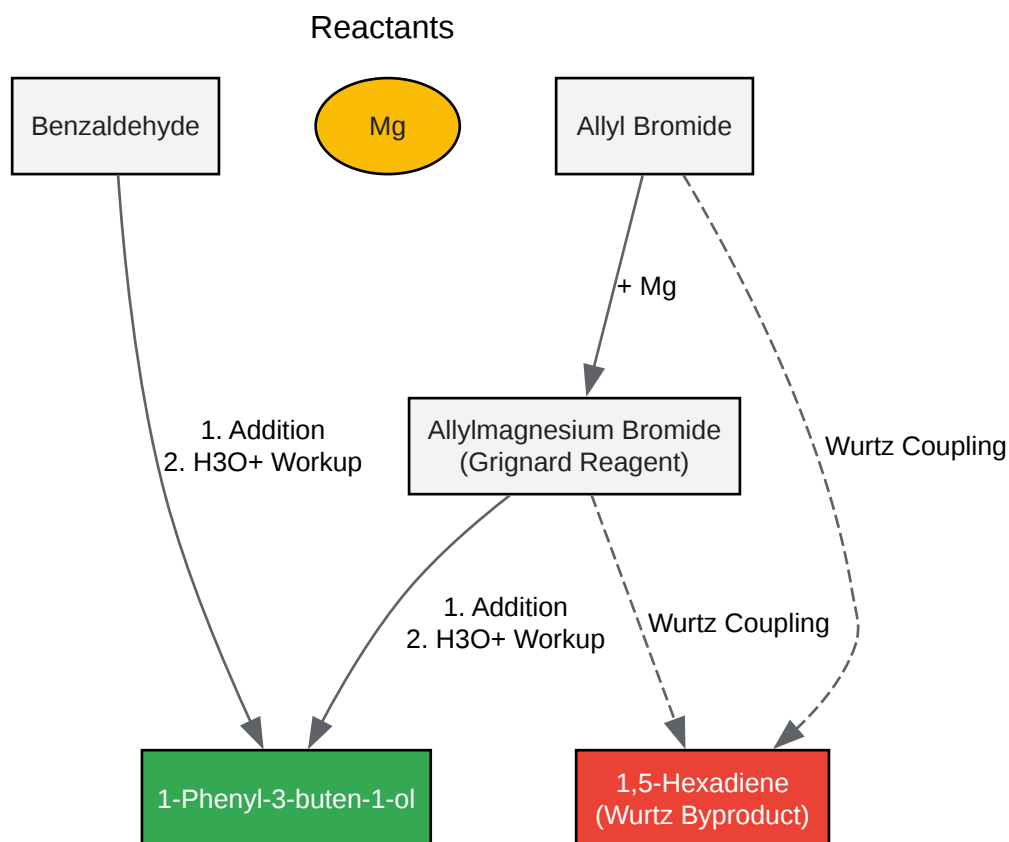 Reactants
Benzaldehyde
Mg
Allyl Bromide
+ Mg
Allylmagnesium Bromide
(Grignard Reagent)
1. Addition
2. H3O+ Workup
Wurtz Coupling
1. Addition
2. H3O+ Workup
Wurtz Coupling
1-Phenyl-3-buten-1-ol
1,5-Hexadiene
(Wurtz Byproduct)